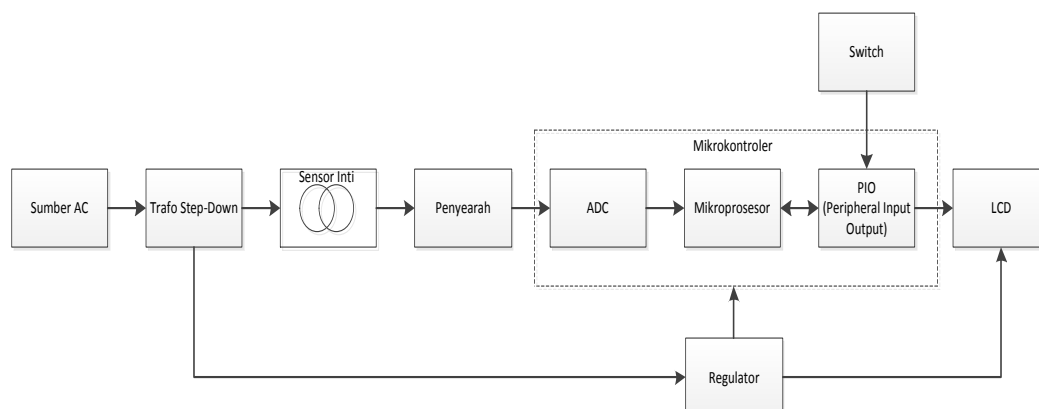 Switch
Mikrokontroler
Sumber AC
Trafo Step-Down
Sensor Inti
Penyearah
ADC
Mikroprosesor
PIO
(Peripheral Input
Output)
LCD
Regulator